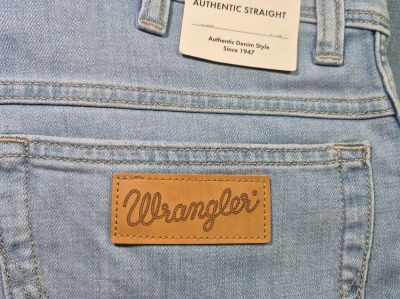 AUTHENTIC STRAIGHT
Authentic Denim Style
Since 1947
Wrangler®